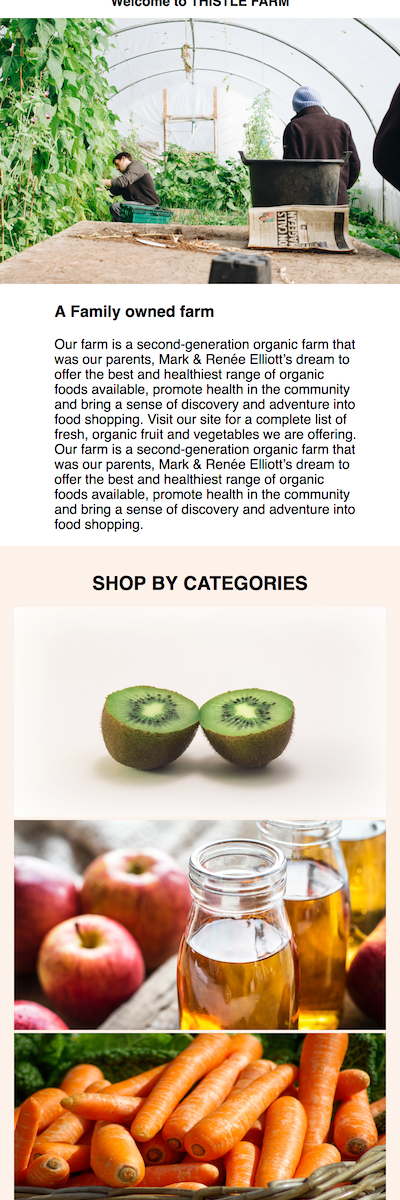 Welcome to THISTLE FARM
A Family owned farm
Our farm is a second-generation organic farm that
was our parents, Mark & Renée Elliott’s dream to
offer the best and healthiest range of organic
foods available, promote health in the community
and bring a sense of discovery and adventure into
food shopping. Visit our site for a complete list of
fresh, organic fruit and vegetables we are offering.
Our farm is a second-generation organic farm that
was our parents, Mark & Renée Elliott’s dream to
offer the best and healthiest range of organic
foods available, promote health in the community
and bring a sense of discovery and adventure into
food shopping.
SHOP BY CATEGORIES